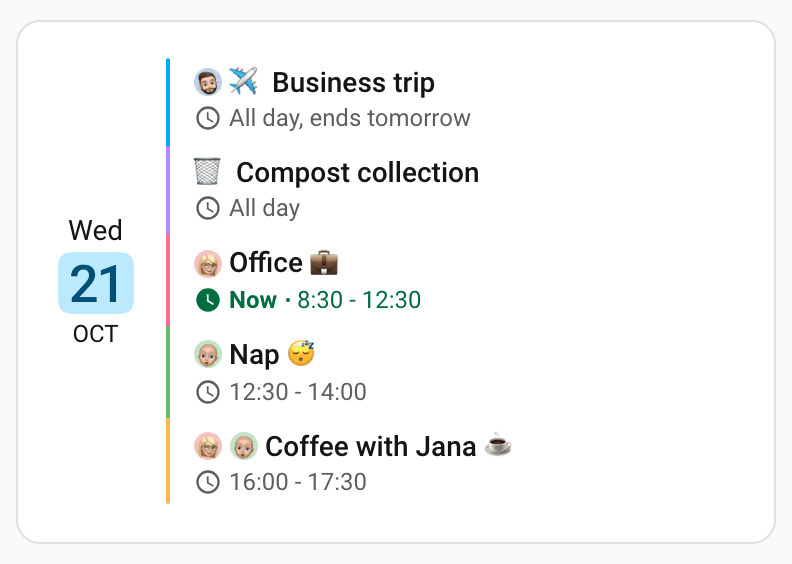 Wed
21
OCT
Business trip
All day, ends tomorrow
Compost collection
All day
Office
Now · 8:30 - 12:30
Nap
12:30 - 14:00
Coffee with Jana
16:00 - 17:30